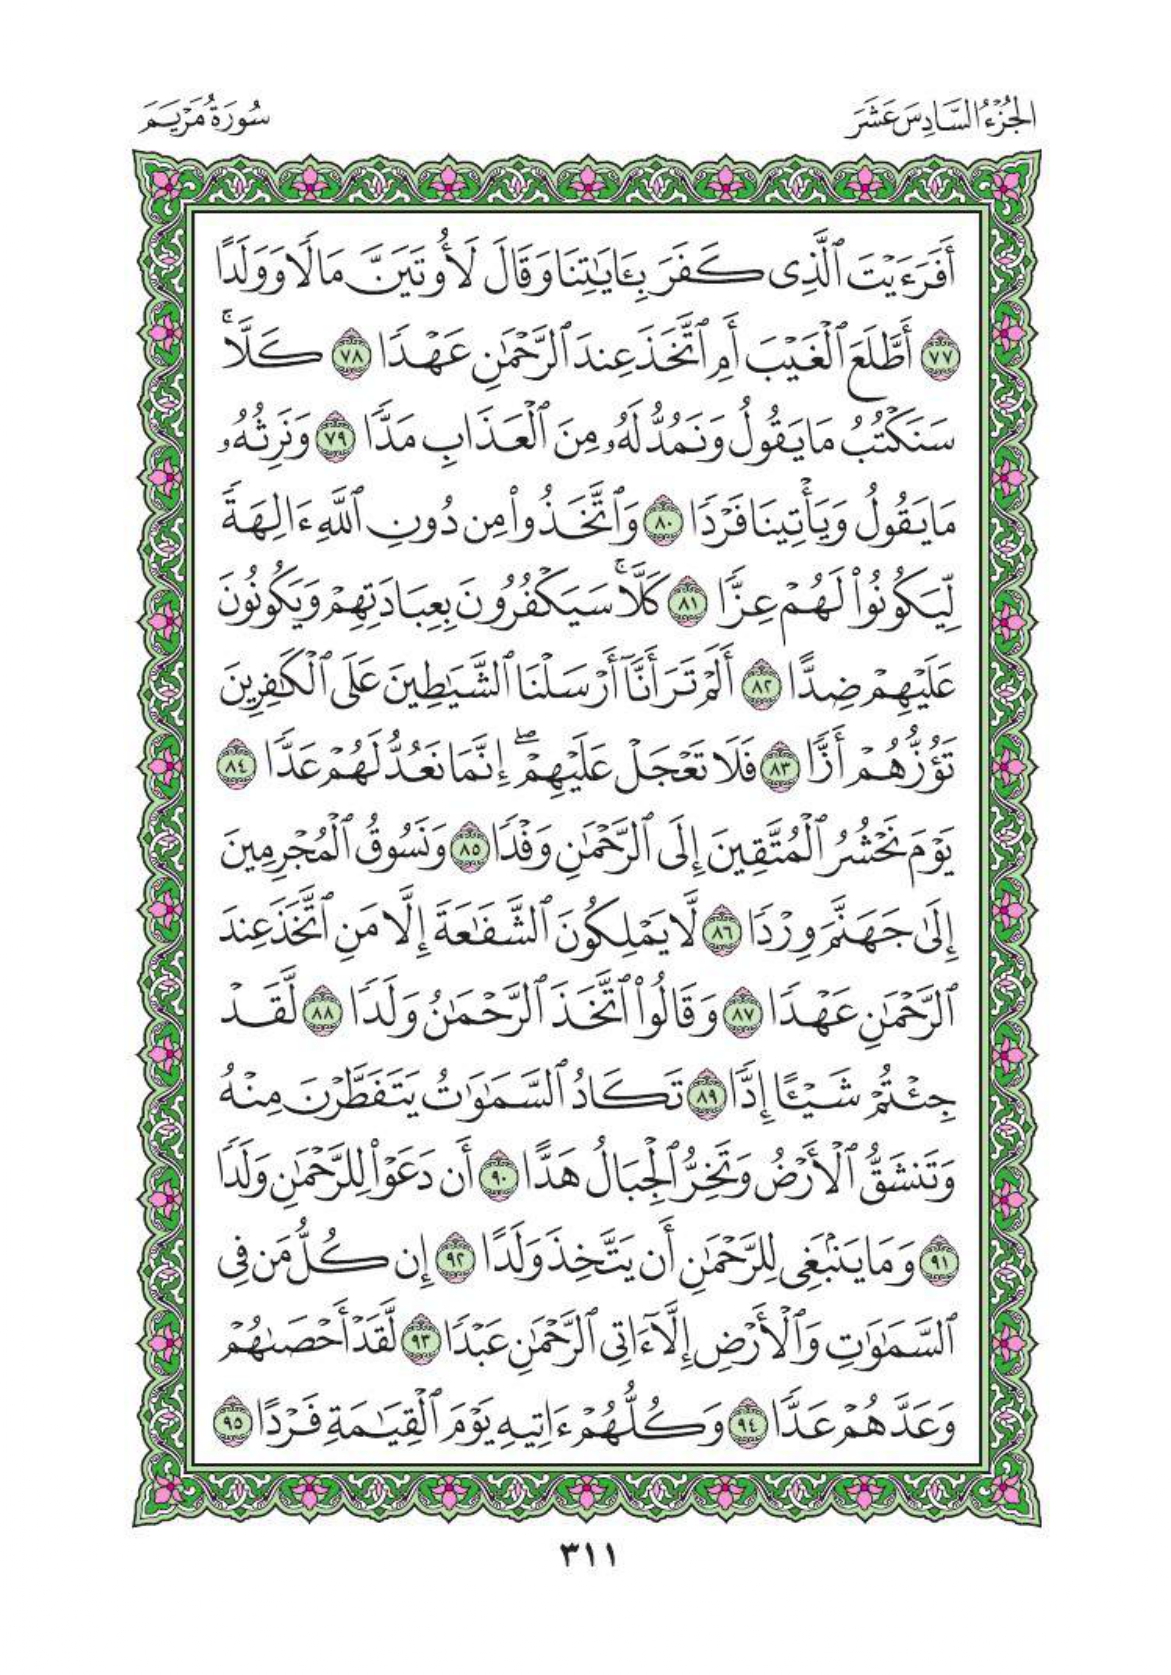 الجُزْءُ السَّادِسَ عَشَرَ
سُورَةُ مَرْيَمَ
أَفَرَءَيْتَ ٱلَّذِى كَفَرَ بِـَٔايَٰتِنَا وَقَالَ لَأُوتَيَنَّ مَالًا وَوَلَدًا
٧٧ أَطَّلَعَ ٱلْغَيْبَ أَمِ ٱتَّخَذَ عِندَ ٱلرَّحْمَٰنِ عَهْدًا ٧٨ كَلَّا ۚ
سَنَكْتُبُ مَا يَقُولُ وَنَمُدُّ لَهُۥ مِنَ ٱلْعَذَابِ مَدًّا ٧٩ وَنَرِثُهُۥ
مَا يَقُولُ وَيَأْتِينَا فَرْدًا ٨٠ وَٱتَّخَذُوا۟ مِن دُونِ ٱللَّهِ ءَالِهَةً
لِّيَكُونُوا۟ لَهُمْ عِزًّا ٨١ كَلَّا ۚ سَيَكْفُرُونَ بِعِبَادَتِهِمْ وَيَكُونُونَ
عَلَيْهِمْ ضِدًّا ٨٢ أَلَمْ تَرَ أَنَّآ أَرْسَلْنَا ٱلشَّيَٰطِينَ عَلَى ٱلْكَٰفِرِينَ
تَؤُزُّهُمْ أَزًّا ٨٣ فَلَا تَعْجَلْ عَلَيْهِمْ ۖ إِنَّمَا نَعُدُّ لَهُمْ عَدًّا ٨٤
يَوْمَ نَحْشُرُ ٱلْمُتَّقِينَ إِلَى ٱلرَّحْمَٰنِ وَفْدًا ٨٥ وَنَسُوقُ ٱلْمُجْرِمِينَ
إِلَىٰ جَهَنَّمَ وِرْدًا ٨٦ لَّا يَمْلِكُونَ ٱلشَّفَٰعَةَ إِلَّا مَنِ ٱتَّخَذَ عِندَ
ٱلرَّحْمَٰنِ عَهْدًا ٨٧ وَقَالُوا۟ ٱتَّخَذَ ٱلرَّحْمَٰنُ وَلَدًا ٨٨ لَّقَدْ
جِئْتُمْ شَيْـًٔا إِدًّا ٨٩ تَكَادُ ٱلسَّمَٰوَٰتُ يَتَفَطَّرْنَ مِنْهُ
وَتَنشَقُّ ٱلْأَرْضُ وَتَخِرُّ ٱلْجِبَالُ هَدًّا ٩٠ أَن دَعَوْا۟ لِلرَّحْمَٰنِ وَلَدًا
٩١ وَمَا يَنۢبَغِى لِلرَّحْمَٰنِ أَن يَتَّخِذَ وَلَدًا ٩٢ إِن كُلُّ مَن فِى
ٱلسَّمَٰوَٰتِ وَٱلْأَرْضِ إِلَّآ ءَاتِى ٱلرَّحْمَٰنِ عَبْدًا ٩٣ لَّقَدْ أَحْصَىٰهُمْ
وَعَدَّهُمْ عَدًّا ٩٤ وَكُلُّهُمْ ءَاتِيهِ يَوْمَ ٱلْقِيَٰمَةِ فَرْدًا ٩٥
٣١١